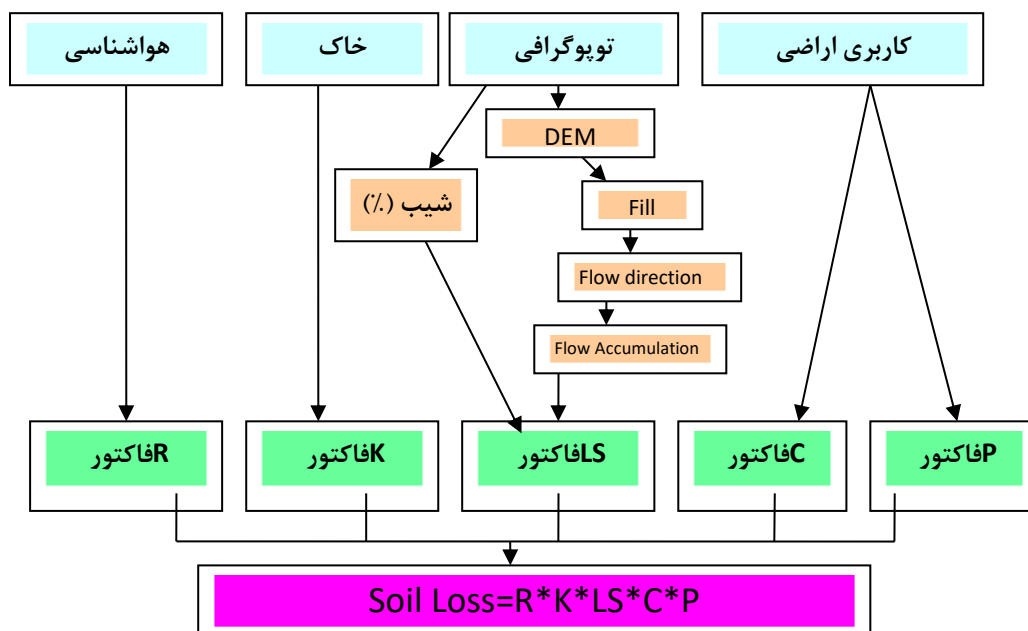 کاربری اراضی
توپوگرافی
خاک
هواشناسی
DEM
شیب (٪)
Fill
Flow direction
Flow Accumulation
فاکتورP
فاکتورC
فاکتورLS
فاکتورK
فاکتورR
Soil Loss=R*K*LS*C*P